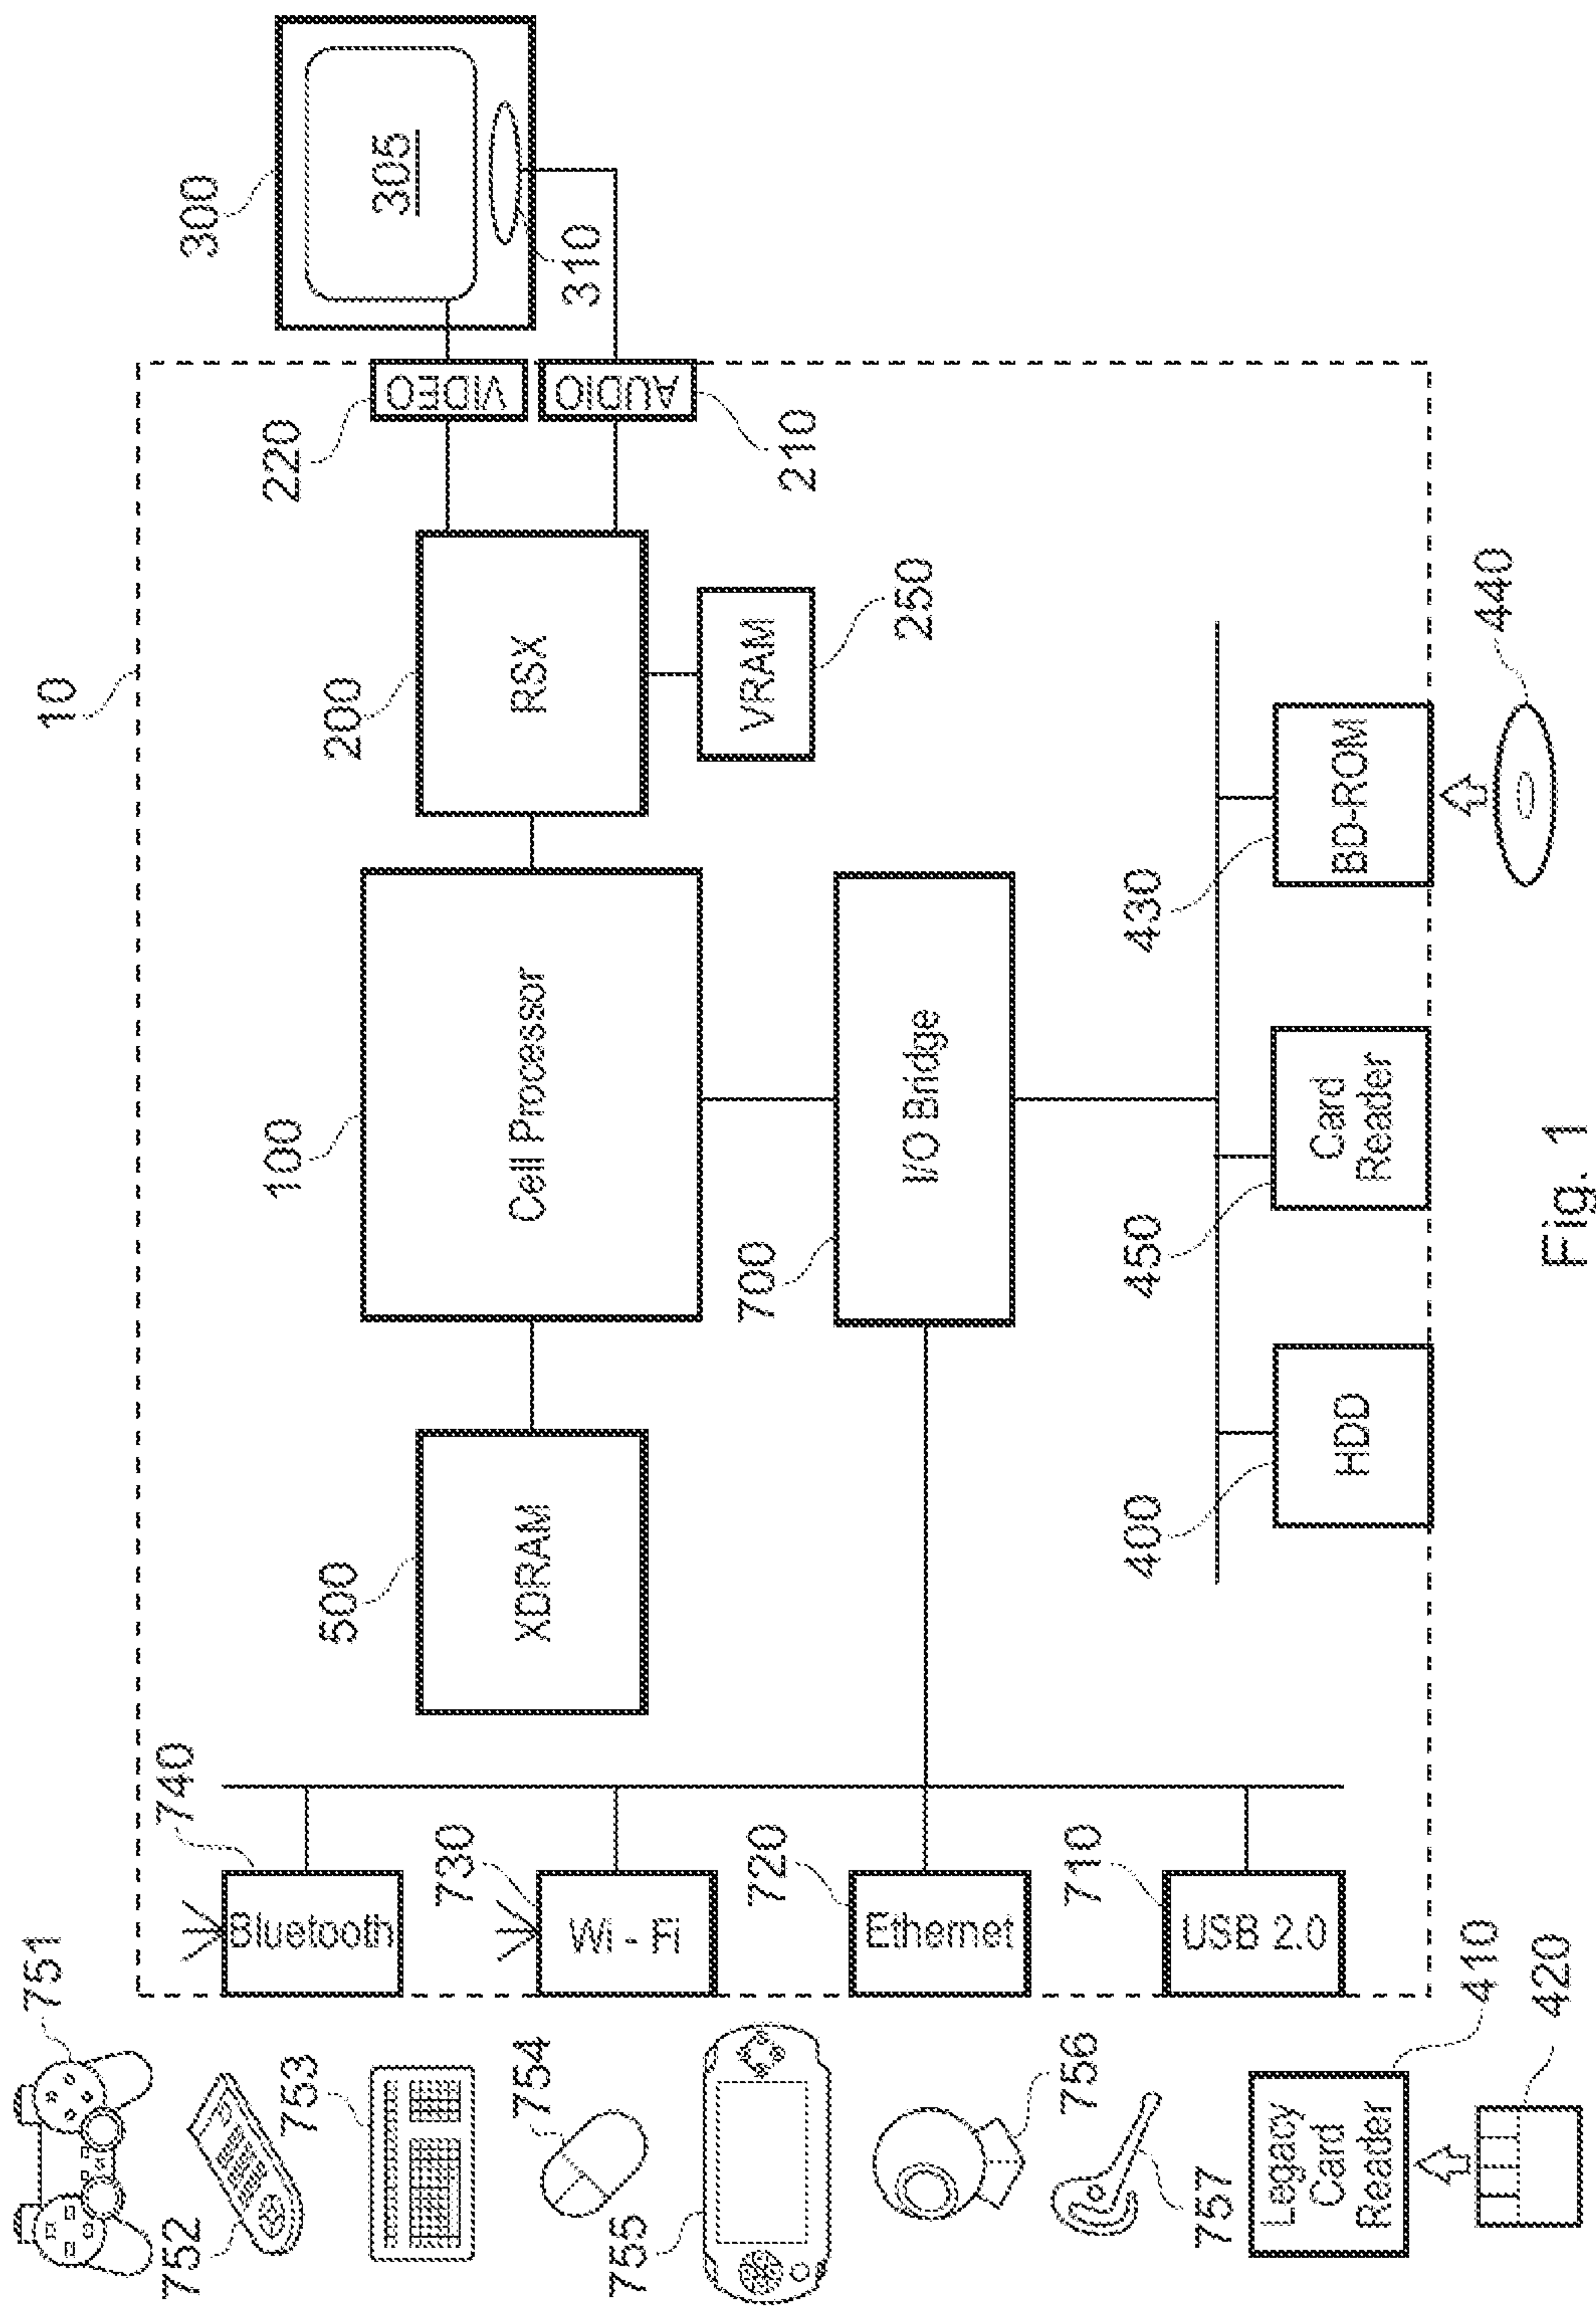 751
752
753
754
755
756
757
Legacy
Card
Reader
410
420
10
740
Bluetooth
730
Wi - Fi
720
Ethernet
710
USB 2.0
500
XDRAM
100
Cell Processor
700
I/O Bridge
200
RSX
250
VRAM
220
VIDEO
210
AUDIO
300
305
310
400
HDD
450
Card
Reader
430
BD-ROM
440
Fig. 1